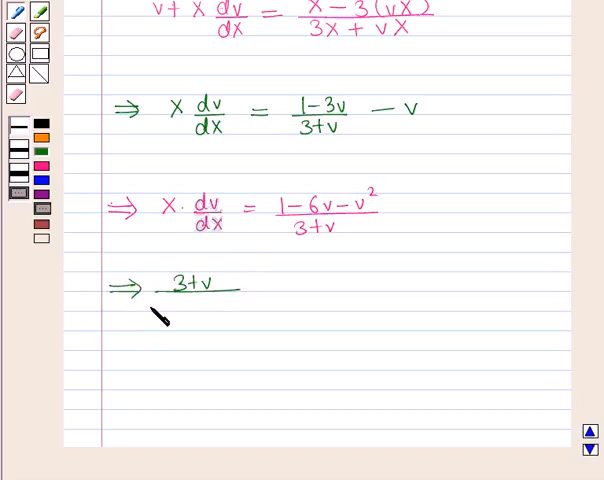 v + x dv/dx = x - 3(vx) / 3x + vx
⇒ x dv/dx = 1-3v / 3+v - v
⇒ x · dv/dx = 1-6v-v² / 3+v
⇒ 3+v